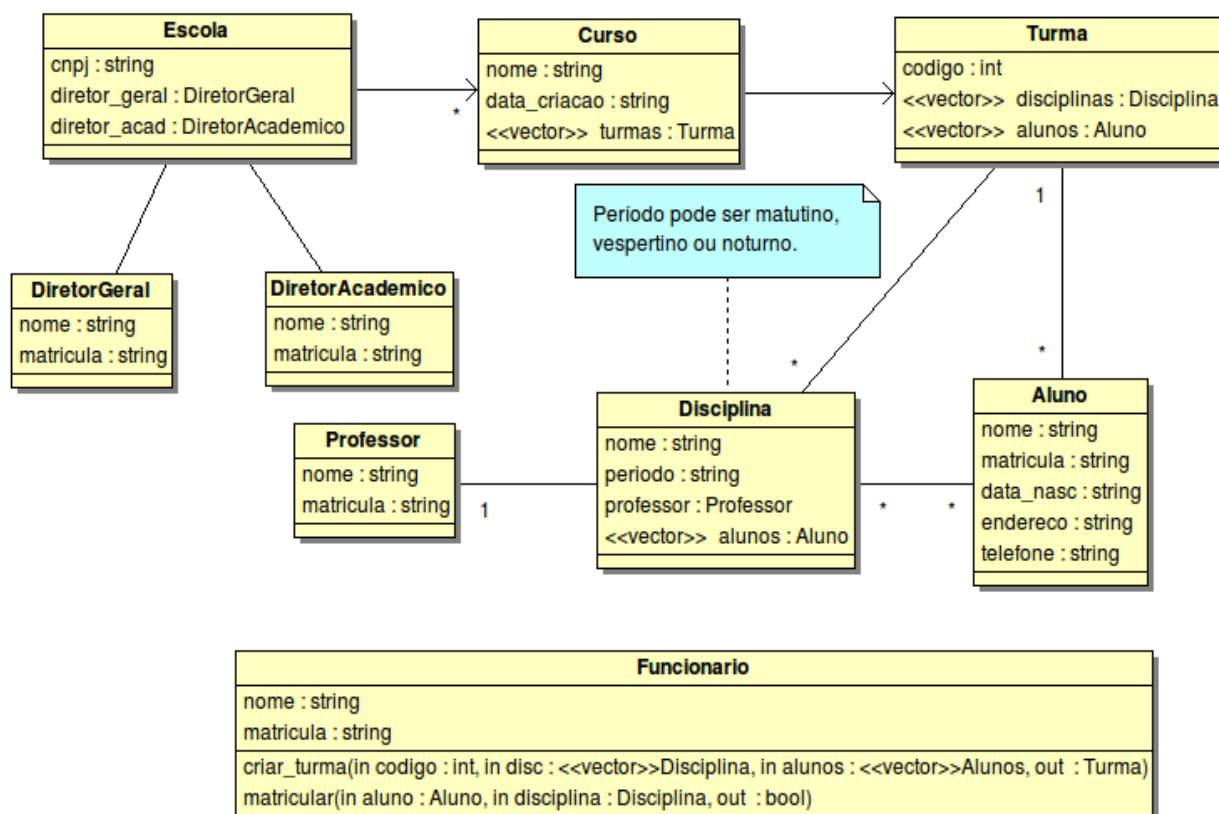 Escola
cnpj : string
diretor_geral : DiretorGeral
diretor_acad : DiretorAcademico
*
Curso
nome : string
data_criacao : string
<<vector>> turmas : Turma
Turma
codigo : int
<<vector>> disciplinas : Disciplina
<<vector>> alunos : Aluno
Período pode ser matutino,
vespertino ou noturno.
1
*
*
DiretorGeral
nome : string
matricula : string
DiretorAcademico
nome : string
matricula : string
Professor
nome : string
matricula : string
1
Disciplina
nome : string
periodo : string
professor : Professor
<<vector>> alunos : Aluno
*
*
Aluno
nome : string
matricula : string
data_nasc : string
endereco : string
telefone : string
Funcionario
nome : string
matricula : string
criar_turma(in codigo : int, in disc : <<vector>>Disciplina, in alunos : <<vector>>Alunos, out : Turma)
matricular(in aluno : Aluno, in disciplina : Disciplina, out : bool)